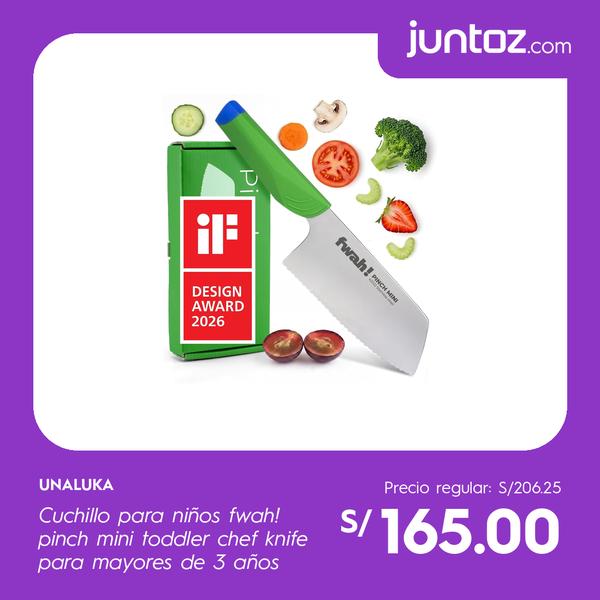 juntoz.com
pi
iF
DESIGN
AWARD
2026
fwah!
PINCH MINI
UNALUKA
Cuchillo para niños fwah!
pinch mini toddler chef knife
para mayores de 3 años
Precio regular: S/206.25
S/165.00